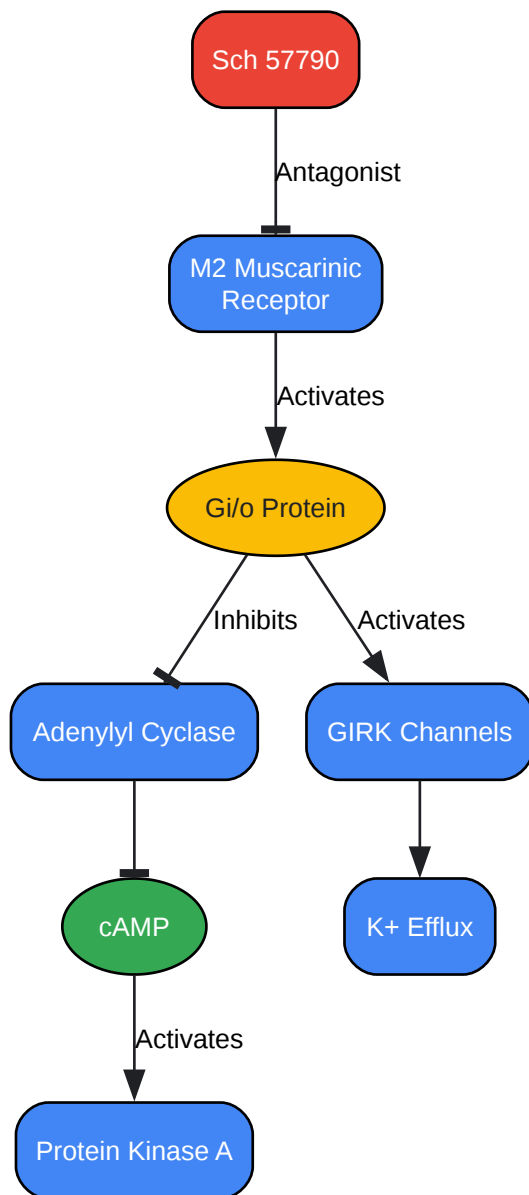 Sch 57790
Antagonist
M2 Muscarinic
Receptor
Activates
Gi/o Protein
Inhibits
Activates
Adenylyl Cyclase
GIRK Channels
cAMP
K+ Efflux
Activates
Protein Kinase A